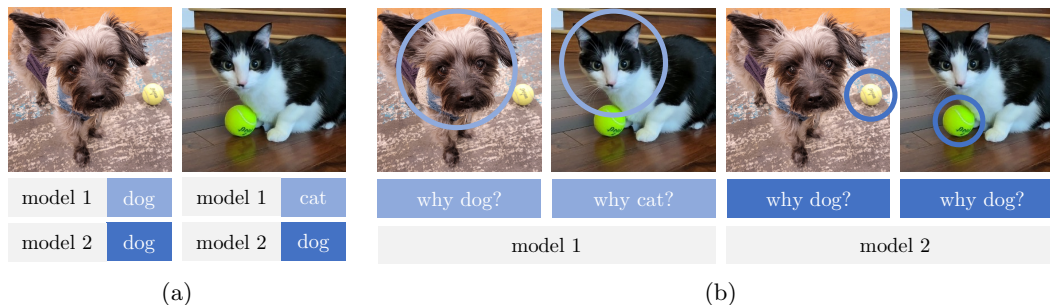 model 1 dog model 1 cat
model 2 dog model 2 dog
why dog? why cat? why dog? why dog?
model 1 model 2
(a) (b)